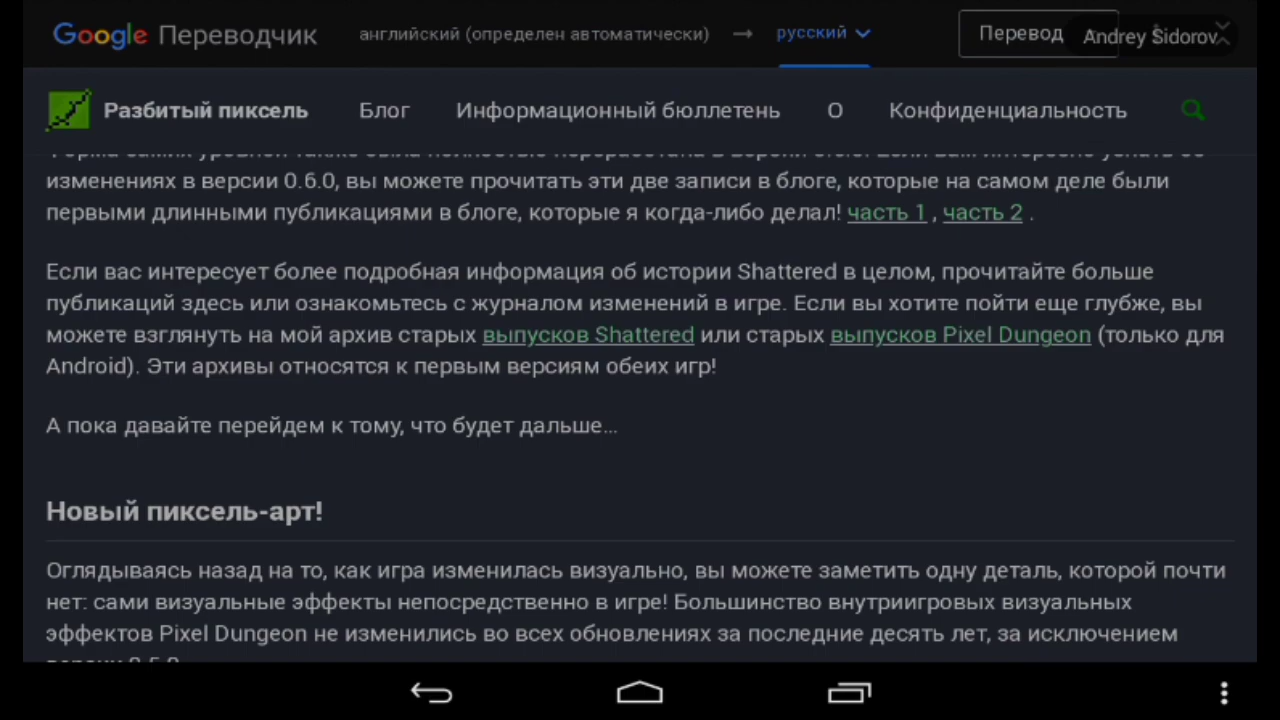 Google Переводчик английский (определен автоматически) → русский Перевод Andrey Sidorov
Разбитый пиксель Блог Информационный бюллетень О Конфиденциальность
изменениях в версии 0.6.0, вы можете прочитать эти две записи в блоге, которые на самом деле были
первыми длинными публикациями в блоге, которые я когда-либо делал! часть 1 , часть 2 .
Если вас интересует более подробная информация об истории Shattered в целом, прочитайте больше
публикаций здесь или ознакомьтесь с журналом изменений в игре. Если вы хотите пойти еще глубже, вы
можете взглянуть на мой архив старых выпусков Shattered или старых выпусков Pixel Dungeon (только для
Android). Эти архивы относятся к первым версиям обеих игр!
А пока давайте перейдем к тому, что будет дальше...
Новый пиксель-арт!
Оглядываясь назад на то, как игра изменилась визуально, вы можете заметить одну деталь, которой почти
нет: сами визуальные эффекты непосредственно в игре! Большинство внутриигровых визуальных
эффектов Pixel Dungeon не изменились во всех обновлениях за последние десять лет, за исключением